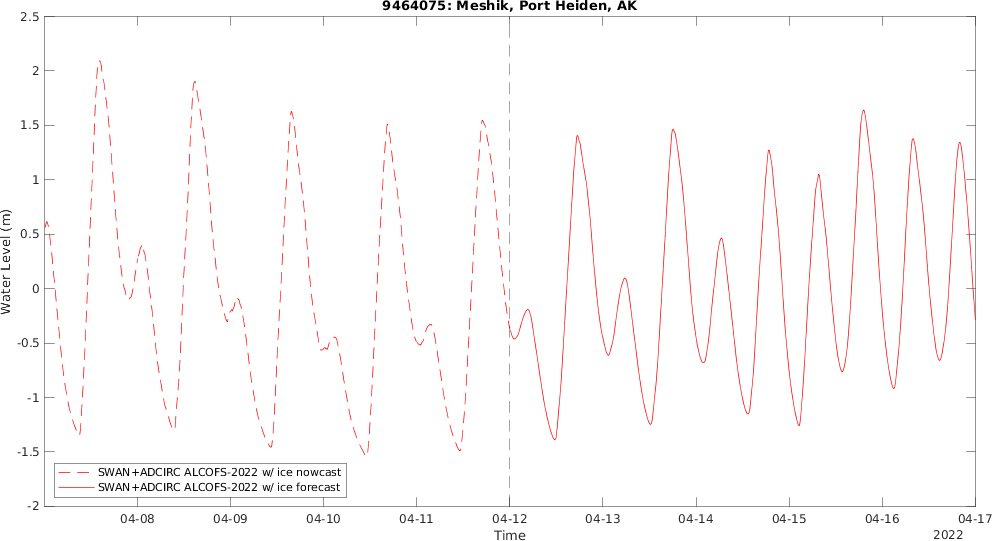 9464075: Meshik, Port Heiden, AK
Water Level (m)
2.5
2
1.5
1
0.5
0
-0.5
-1
-1.5
-2
SWAN+ADCIRC ALCOFS-2022 w/ ice nowcast
SWAN+ADCIRC ALCOFS-2022 w/ ice forecast
04-08 04-09 04-10 04-11 04-12 04-13 04-14 04-15 04-16 04-17
Time
2022